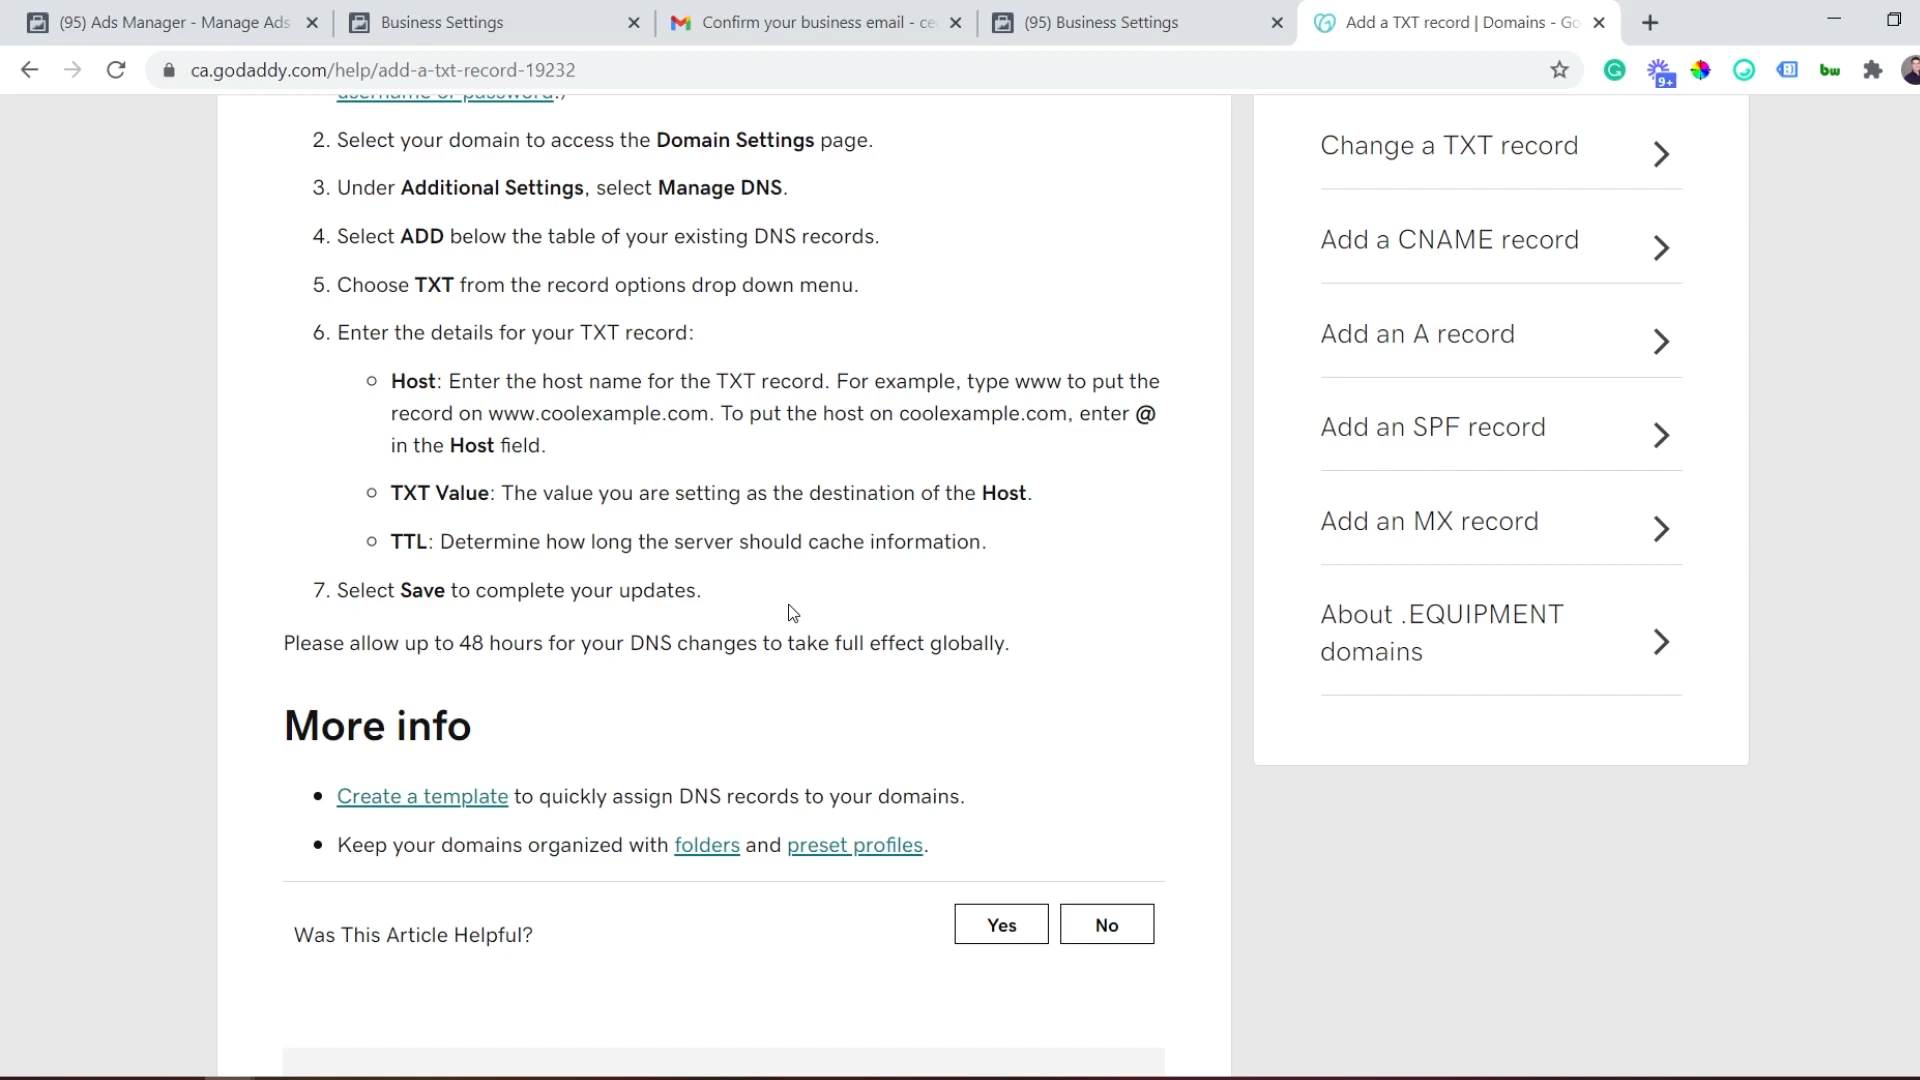 (95) Ads Manager - Manage Ads
Business Settings
Confirm your business email - ce
(95) Business Settings
Add a TXT record | Domains - Go
ca.godaddy.com/help/add-a-txt-record-19232
9+
bw
username or password.)
2. Select your domain to access the Domain Settings page.
3. Under Additional Settings, select Manage DNS.
4. Select ADD below the table of your existing DNS records.
5. Choose TXT from the record options drop down menu.
6. Enter the details for your TXT record:
Host: Enter the host name for the TXT record. For example, type www to put the
record on www.coolexample.com. To put the host on coolexample.com, enter @
in the Host field.
TXT Value: The value you are setting as the destination of the Host.
TTL: Determine how long the server should cache information.
7. Select Save to complete your updates.
Please allow up to 48 hours for your DNS changes to take full effect globally.
More info
Create a template to quickly assign DNS records to your domains.
Keep your domains organized with folders and preset profiles.
Was This Article Helpful?
Yes
No
Change a TXT record
Add a CNAME record
Add an A record
Add an SPF record
Add an MX record
About .EQUIPMENT
domains